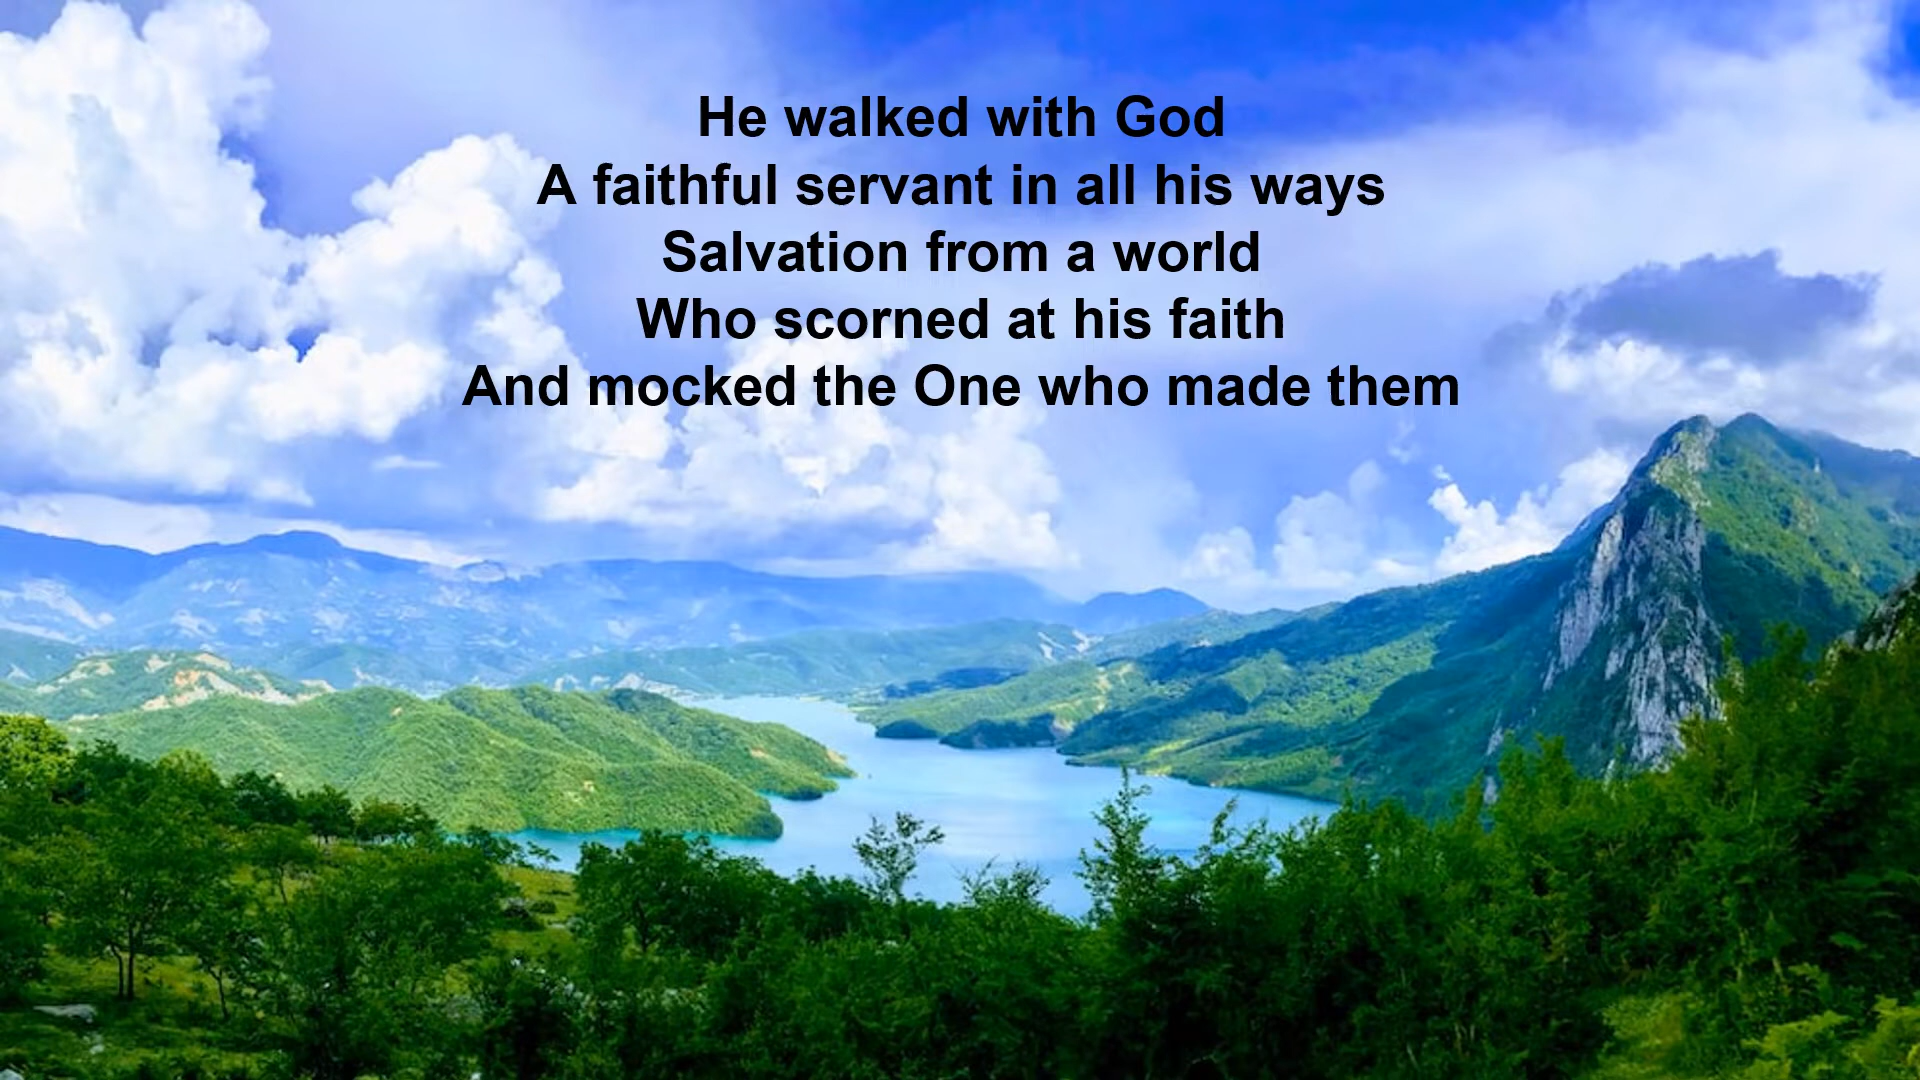 He walked with God
A faithful servant in all his ways
Salvation from a world
Who scorned at his faith
And mocked the One who made them